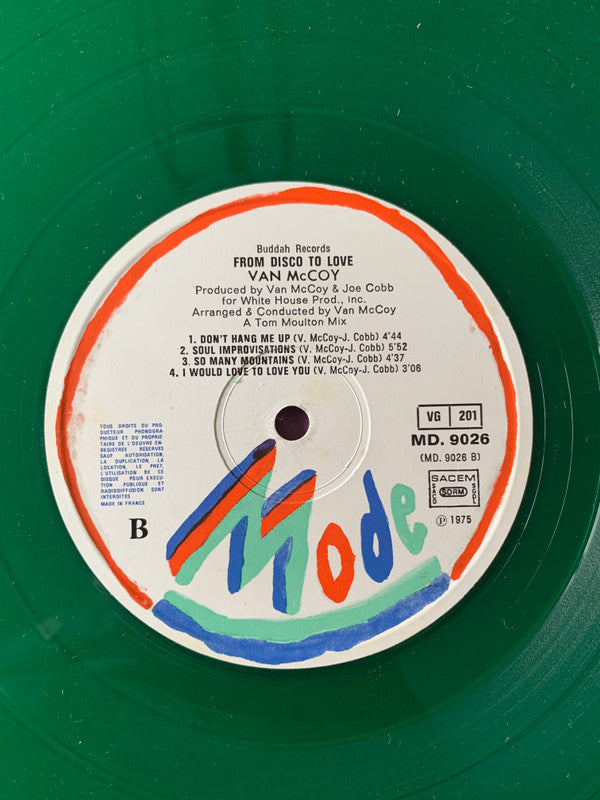 Buddah Records
FROM DISCO TO LOVE
VAN McCOY
Produced by Van McCoy & Joe Cobb
for White House Prod., Inc.
Arranged & Conducted by Van McCoy
A Tom Moulton Mix
1. DON'T HANG ME UP (V. McCoy-J. Cobb) 4'44
2. SOUL IMPROVISATIONS (V. McCoy-J. Cobb) 5'52
3. SO MANY MOUNTAINS (V. McCoy-J. Cobb) 4'37
4. I WOULD LOVE TO LOVE YOU (V. McCoy-J. Cobb) 3'06
TOUS DROITS DU PRO
DUCTEUR PHONOGRA
PHIQUE ET DU PROPRIE
TAIRE DE L'OEUVRE EN-
REGISTREE RESERVES
SAUF AUTORISATION,
LA DUPLICATION, LA
LOCATION, LE PRET,
L'UTILISATION DE CE
DISQUE POUR EXECU
TION PUBLIQUE ET
RADIODIFFUSION SONT
INTERDITES
MADE IN FRANCE
B
VG 201
MD. 9026
(MD. 9026 B)
SACEM
SACD
SDRM
SGDL
℗ 1975
Mode